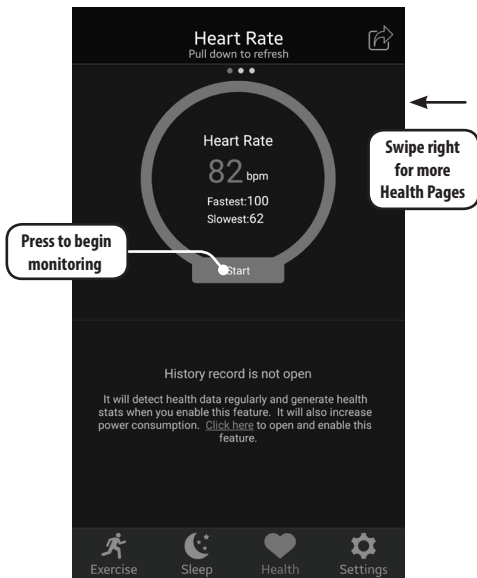 Heart Rate
Pull down to refresh
Swipe right
for more
Health Pages
Heart Rate
82 bpm
Fastest:100
Slowest:62
Press to begin
monitoring
Start
History record is not open
It will detect health data regularly and generate health
stats when you enable this feature. It will also increase
power consumption. Click here to open and enable this
feature.
Exercise Sleep Health Settings